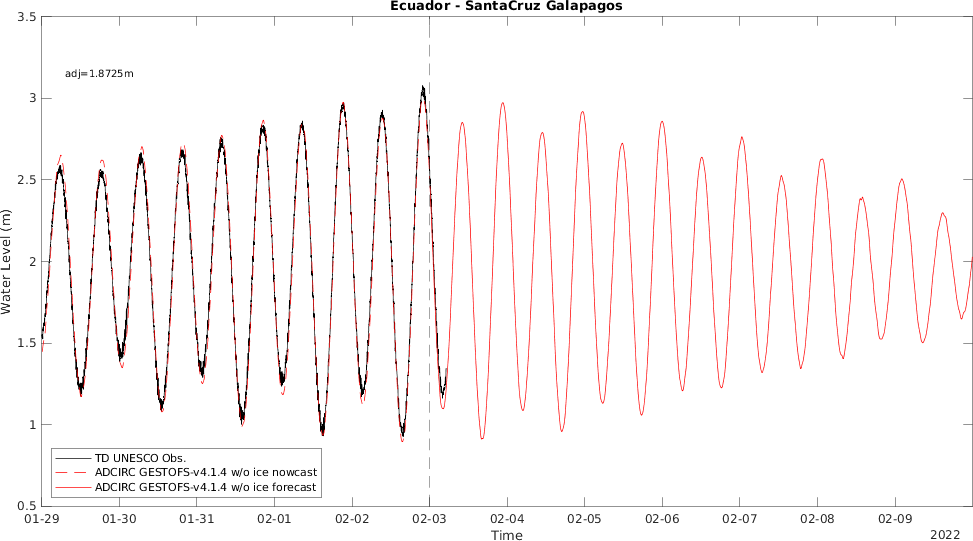 Ecuador - SantaCruz Galapagos
3.5
adj=1.8725m
3
2.5
2
1.5
1
0.5
Water Level (m)
TD UNESCO Obs.
ADCIRC GESTOFS-v4.1.4 w/o ice nowcast
ADCIRC GESTOFS-v4.1.4 w/o ice forecast
01-29 01-30 01-31 02-01 02-02 02-03 02-04 02-05 02-06 02-07 02-08 02-09
Time
2022